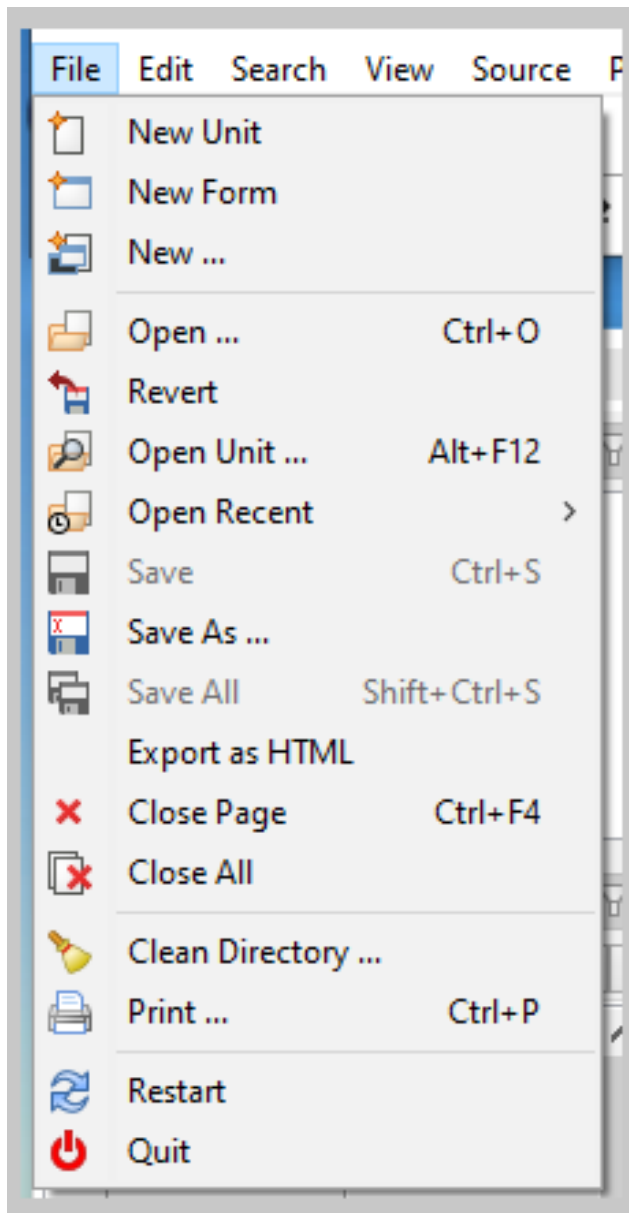 File Edit Search View Source
New Unit
New Form
New ...
Open ... Ctrl+O
Revert
Open Unit ... Alt+F12
Open Recent
Save Ctrl+S
Save As ...
Save All Shift+Ctrl+S
Export as HTML
Close Page Ctrl+F4
Close All
Clean Directory ...
Print ... Ctrl+P
Restart
Quit